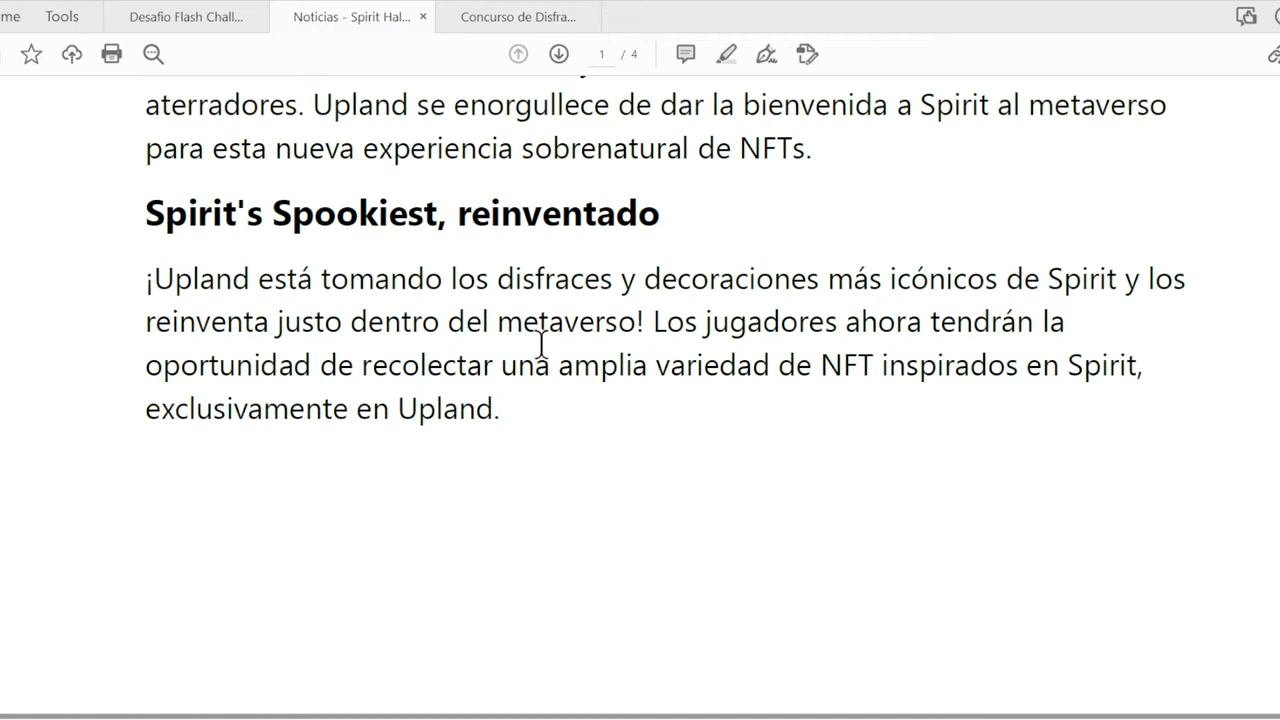 me Tools Desafio Flash Chall... Noticias - Spirit Hal... × Concurso de Disfra...
1 / 4
aterradores. Upland se enorgullece de dar la bienvenida a Spirit al metaverso
para esta nueva experiencia sobrenatural de NFTs.
Spirit's Spookiest, reinventado
¡Upland está tomando los disfraces y decoraciones más icónicos de Spirit y los
reinventa justo dentro del metaverso! Los jugadores ahora tendrán la
oportunidad de recolectar una amplia variedad de NFT inspirados en Spirit,
exclusivamente en Upland.